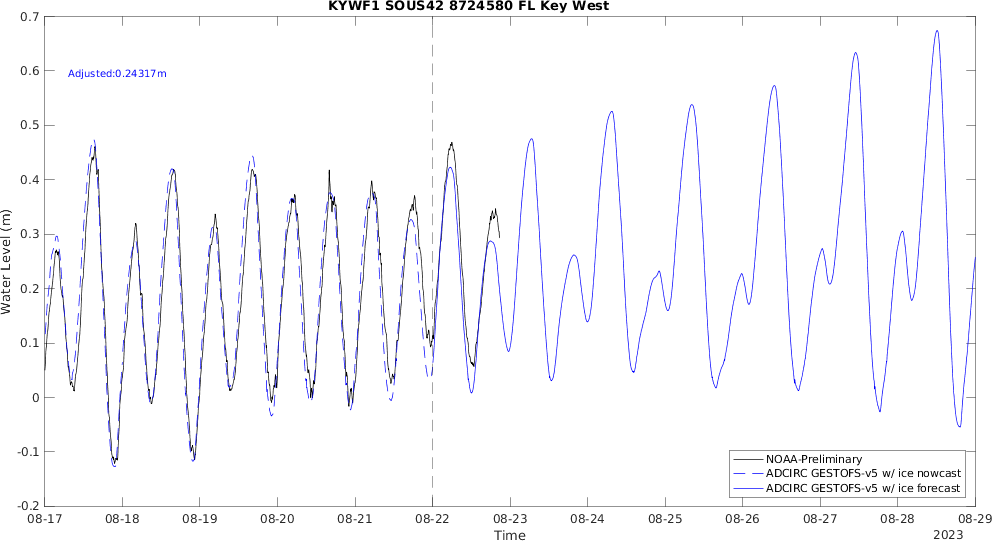 KYWF1 SOUS42 8724580 FL Key West
0.7
0.6
0.5
0.4
0.3
0.2
0.1
0
-0.1
-0.2
Water Level (m)
Adjusted:0.24317m
NOAA-Preliminary
ADCIRC GESTOFS-v5 w/ ice nowcast
ADCIRC GESTOFS-v5 w/ ice forecast
08-17 08-18 08-19 08-20 08-21 08-22 08-23 08-24 08-25 08-26 08-27 08-28 08-29
Time
2023